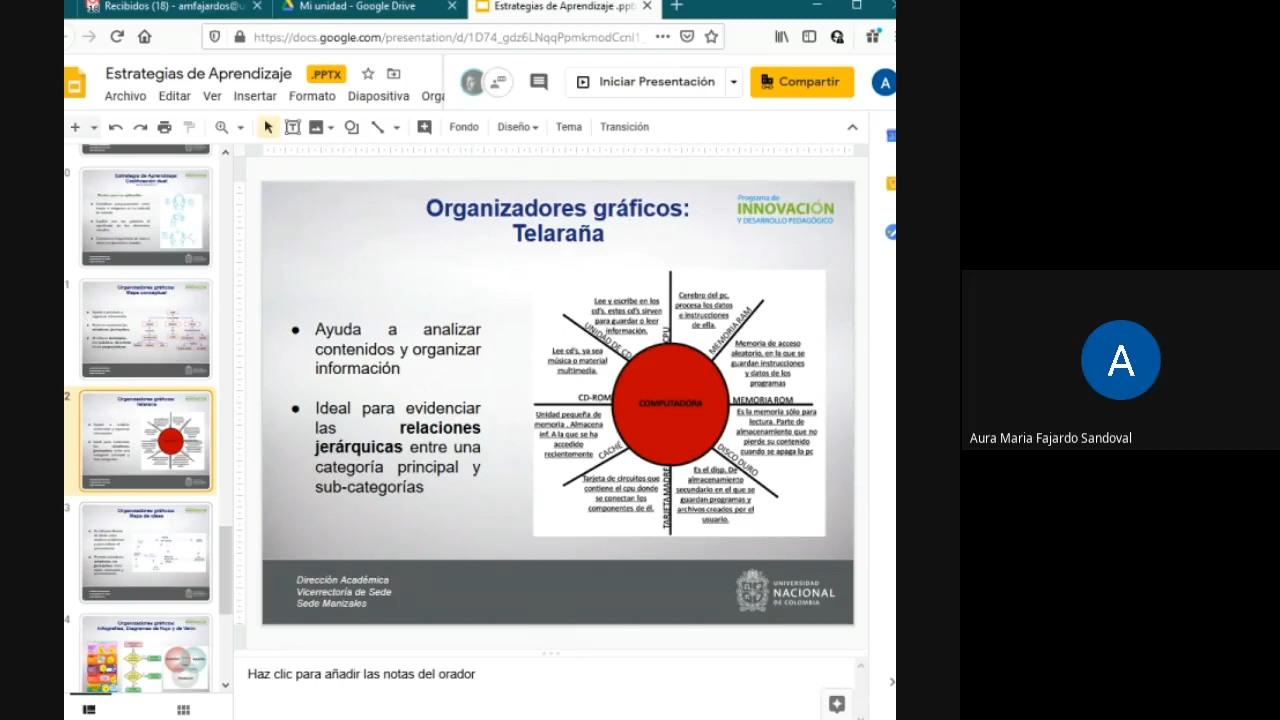 Recibidos (18) - amfajardos@u
Mi unidad - Google Drive
Estrategias de Aprendizaje .ppt
https://docs.google.com/presentation/d/1D74_gdz6LNqqPpmkmodCcnl1_
Estrategias de Aprendizaje .PPTX
Iniciar Presentación
Compartir
A
Archivo Editar Ver Insertar Formato Diapositiva Orga
Fondo Diseño Tema Transición
Organizadores gráficos:
Telaraña
Programa de
INNOVACIÓN
Y DESARROLLO PEDAGÓGICO
● Ayuda a analizar
contenidos y organizar
información
● Ideal para evidenciar
las relaciones
jerárquicas entre una
categoría principal y
sub-categorías
Lee y escribe en los
cd's, estos cd's sirven
para guardar o leer
información.
UNIDAD DE CD
Cerebro del pc,
procesa los datos
e instrucciones
de ella.
CPU
MEMORIA RAM
Memoria de acceso
aleatorio, en la que se
guardan instrucciones
y datos de los
programas
Lee cd's, ya sea
música o material
multimedia.
CD-ROM
COMPUTADORA
MEMORIA ROM
Es la memoria sólo para
lectura. Parte de
almacenamiento que no
pierde su contenido
cuando se apaga la pc
Unidad pequeña de
memoria . Almacena
inf. A la que se ha
accedido
recientemente
CACHÉ
DISCO DURO
Tarjeta de circuitos que
contiene el cpu donde
se conectan los
componentes de él.
TARJETA MADRE
Es el disp. De
almacenamiento
secundario en el que se
guardan programas y
archivos creados por el
usuario.
Dirección Académica
Vicerrectoría de Sede
Sede Manizales
UNIVERSIDAD
NACIONAL
DE COLOMBIA
Haz clic para añadir las notas del orador
A
Aura Maria Fajardo Sandoval